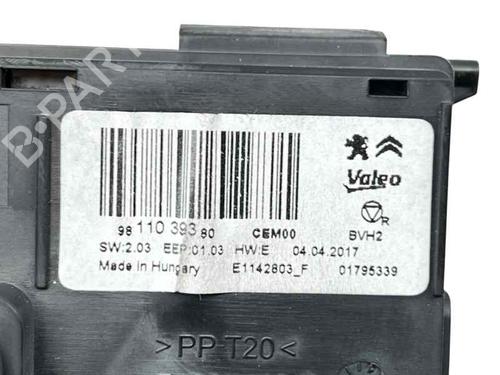 B-PARTS
Valeo
R
98 110 393 80 CEM00 BVH2
SW:2.03 EEP:01.03 HW:E 04.04.2017
Made in Hungary E1142803_F 01795339
>PP T20<